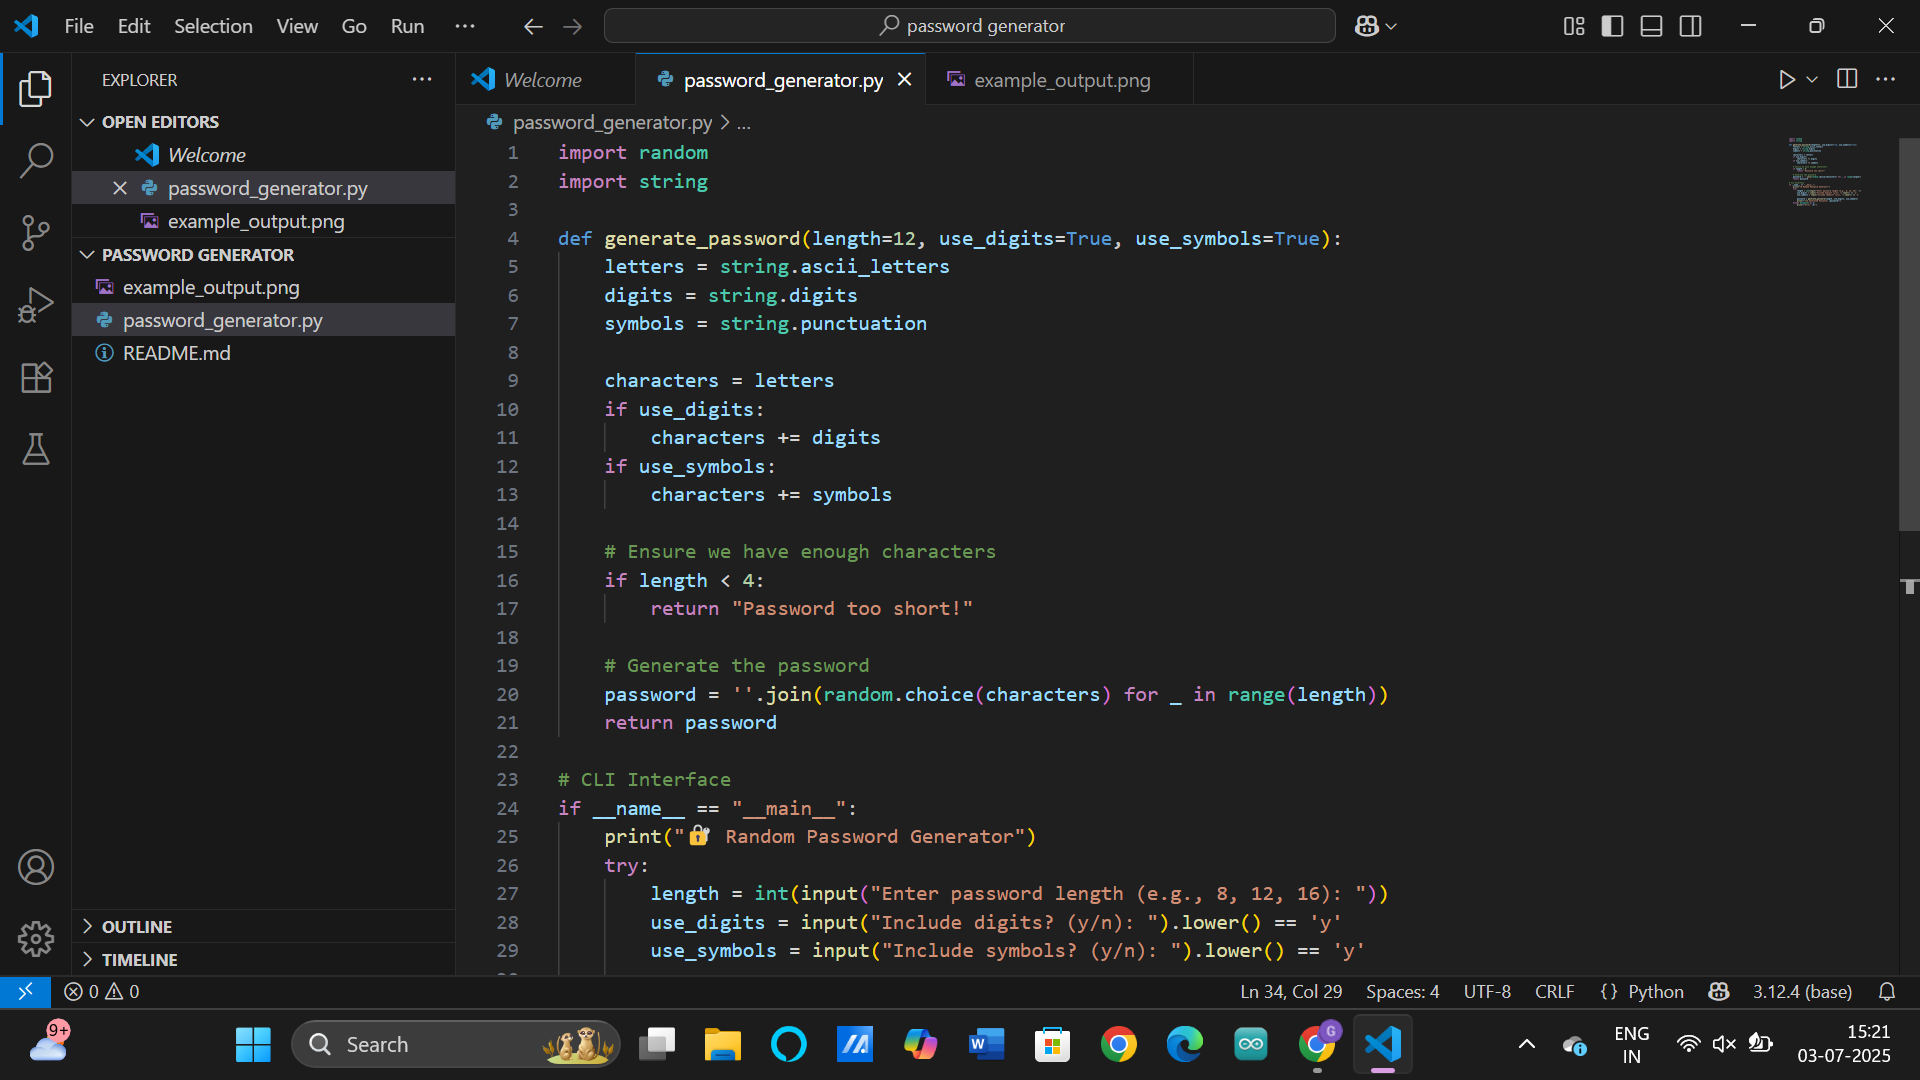 File Edit Selection View Go Run ... password generator
EXPLORER ...
OPEN EDITORS
Welcome
password_generator.py
example_output.png
PASSWORD GENERATOR
example_output.png
password_generator.py
README.md
OUTLINE
TIMELINE
Welcome password_generator.py example_output.png
password_generator.py > ...
1 import random
2 import string
3
4 def generate_password(length=12, use_digits=True, use_symbols=True):
5 letters = string.ascii_letters
6 digits = string.digits
7 symbols = string.punctuation
8
9 characters = letters
10 if use_digits:
11 characters += digits
12 if use_symbols:
13 characters += symbols
14
15 # Ensure we have enough characters
16 if length < 4:
17 return "Password too short!"
18
19 # Generate the password
20 password = ''.join(random.choice(characters) for _ in range(length))
21 return password
22
23 # CLI Interface
24 if __name__ == "__main__":
25 print("🔐 Random Password Generator")
26 try:
27 length = int(input("Enter password length (e.g., 8, 12, 16): "))
28 use_digits = input("Include digits? (y/n): ").lower() == 'y'
29 use_symbols = input("Include symbols? (y/n): ").lower() == 'y'
0 0 Ln 34, Col 29 Spaces: 4 UTF-8 CRLF {} Python 3.12.4 (base)
9+ Search W G ENG 15:21
IN 03-07-2025